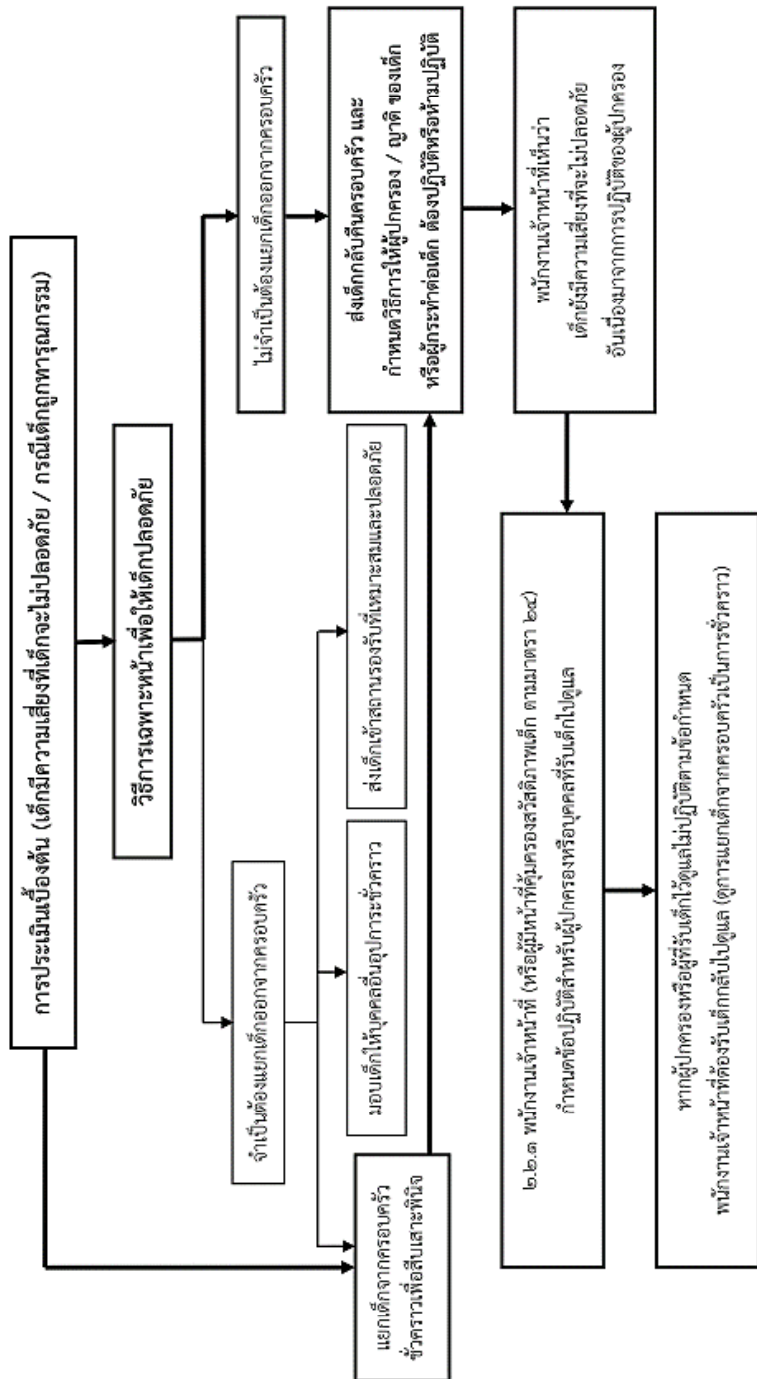 การประเมินเบื้องต้น (เด็กมีความเสี่ยงที่เด็กจะไม่ปลอดภัย / กรณีเด็กถูกทารุณกรรม)
วิธีการเฉพาะหน้าเพื่อให้เด็กปลอดภัย
จำเป็นต้องแยกเด็กออกจากครอบครัว
ไม่จำเป็นต้องแยกเด็กออกจากครอบครัว
แยกเด็กจากครอบครัว
ชั่วคราวเพื่อสืบเสาะพินิจ
มอบเด็กให้บุคคลอื่นอุปการะชั่วคราว
ส่งเด็กเข้าสถานรองรับที่เหมาะสมและปลอดภัย
ส่งเด็กกลับคืนครอบครัว และ
กำหนดวิธีการให้ผู้ปกครอง / ญาติ ของเด็ก
หรือผู้กระทำต่อเด็ก ต้องปฏิบัติหรือห้ามปฏิบัติ
พนักงานเจ้าหน้าที่เห็นว่า
เด็กยังมีความเสี่ยงที่จะไม่ปลอดภัย
อันเนื่องมาจากการปฏิบัติของผู้ปกครอง
๒.๒.๓ พนักงานเจ้าหน้าที่ (หรือผู้มีหน้าที่คุ้มครองสวัสดิภาพเด็ก ตามมาตรา ๒๔)
กำหนดข้อปฏิบัติสำหรับผู้ปกครองหรือบุคคลที่รับเด็กไปดูแล
หากผู้ปกครองหรือผู้ที่รับเด็กไว้ดูแลไม่ปฏิบัติตามข้อกำหนด
พนักงานเจ้าหน้าที่ต้องรับเด็กกลับไปดูแล (ดูการแยกเด็กจากครอบครัวเป็นการชั่วคราว)